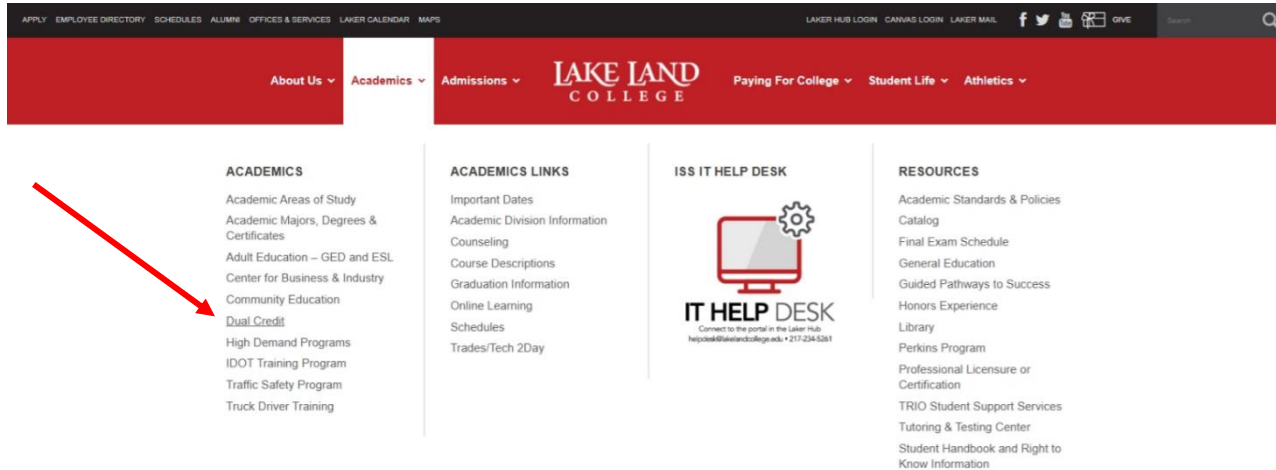 APPLY EMPLOYEE DIRECTORY SCHEDULES ALUMNI OFFICES & SERVICES LAKER CALENDAR MAPS
LAKER HUB LOGIN CANVAS LOGIN LAKER MAIL GIVE Search
About Us Academics Admissions LAKE LAND COLLEGE Paying For College Student Life Athletics
ACADEMICS
Academic Areas of Study
Academic Majors, Degrees &
Certificates
Adult Education – GED and ESL
Center for Business & Industry
Community Education
Dual Credit
High Demand Programs
IDOT Training Program
Traffic Safety Program
Truck Driver Training
ACADEMICS LINKS
Important Dates
Academic Division Information
Counseling
Course Descriptions
Graduation Information
Online Learning
Schedules
Trades/Tech 2Day
ISS IT HELP DESK
IT HELP DESK
Connect to the portal in the Laker Hub
helpdesk@lakelandcollege.edu • 217-234-5261
RESOURCES
Academic Standards & Policies
Catalog
Final Exam Schedule
General Education
Guided Pathways to Success
Honors Experience
Library
Perkins Program
Professional Licensure or
Certification
TRIO Student Support Services
Tutoring & Testing Center
Student Handbook and Right to
Know Information